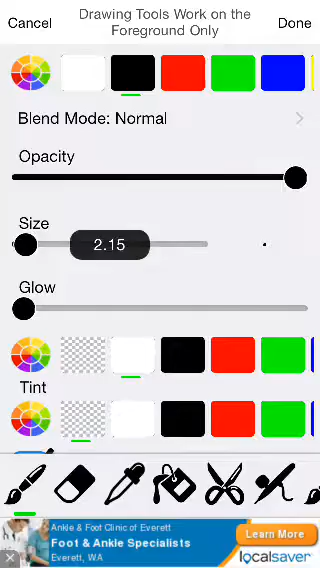 Cancel
Drawing Tools Work on the
Foreground Only
Done
Blend Mode: Normal
Opacity
Size
2.15
Glow
Tint
Ankle & Foot Clinic of Everett
Foot & Ankle Specialists
Everett, WA
Learn More
localsaver